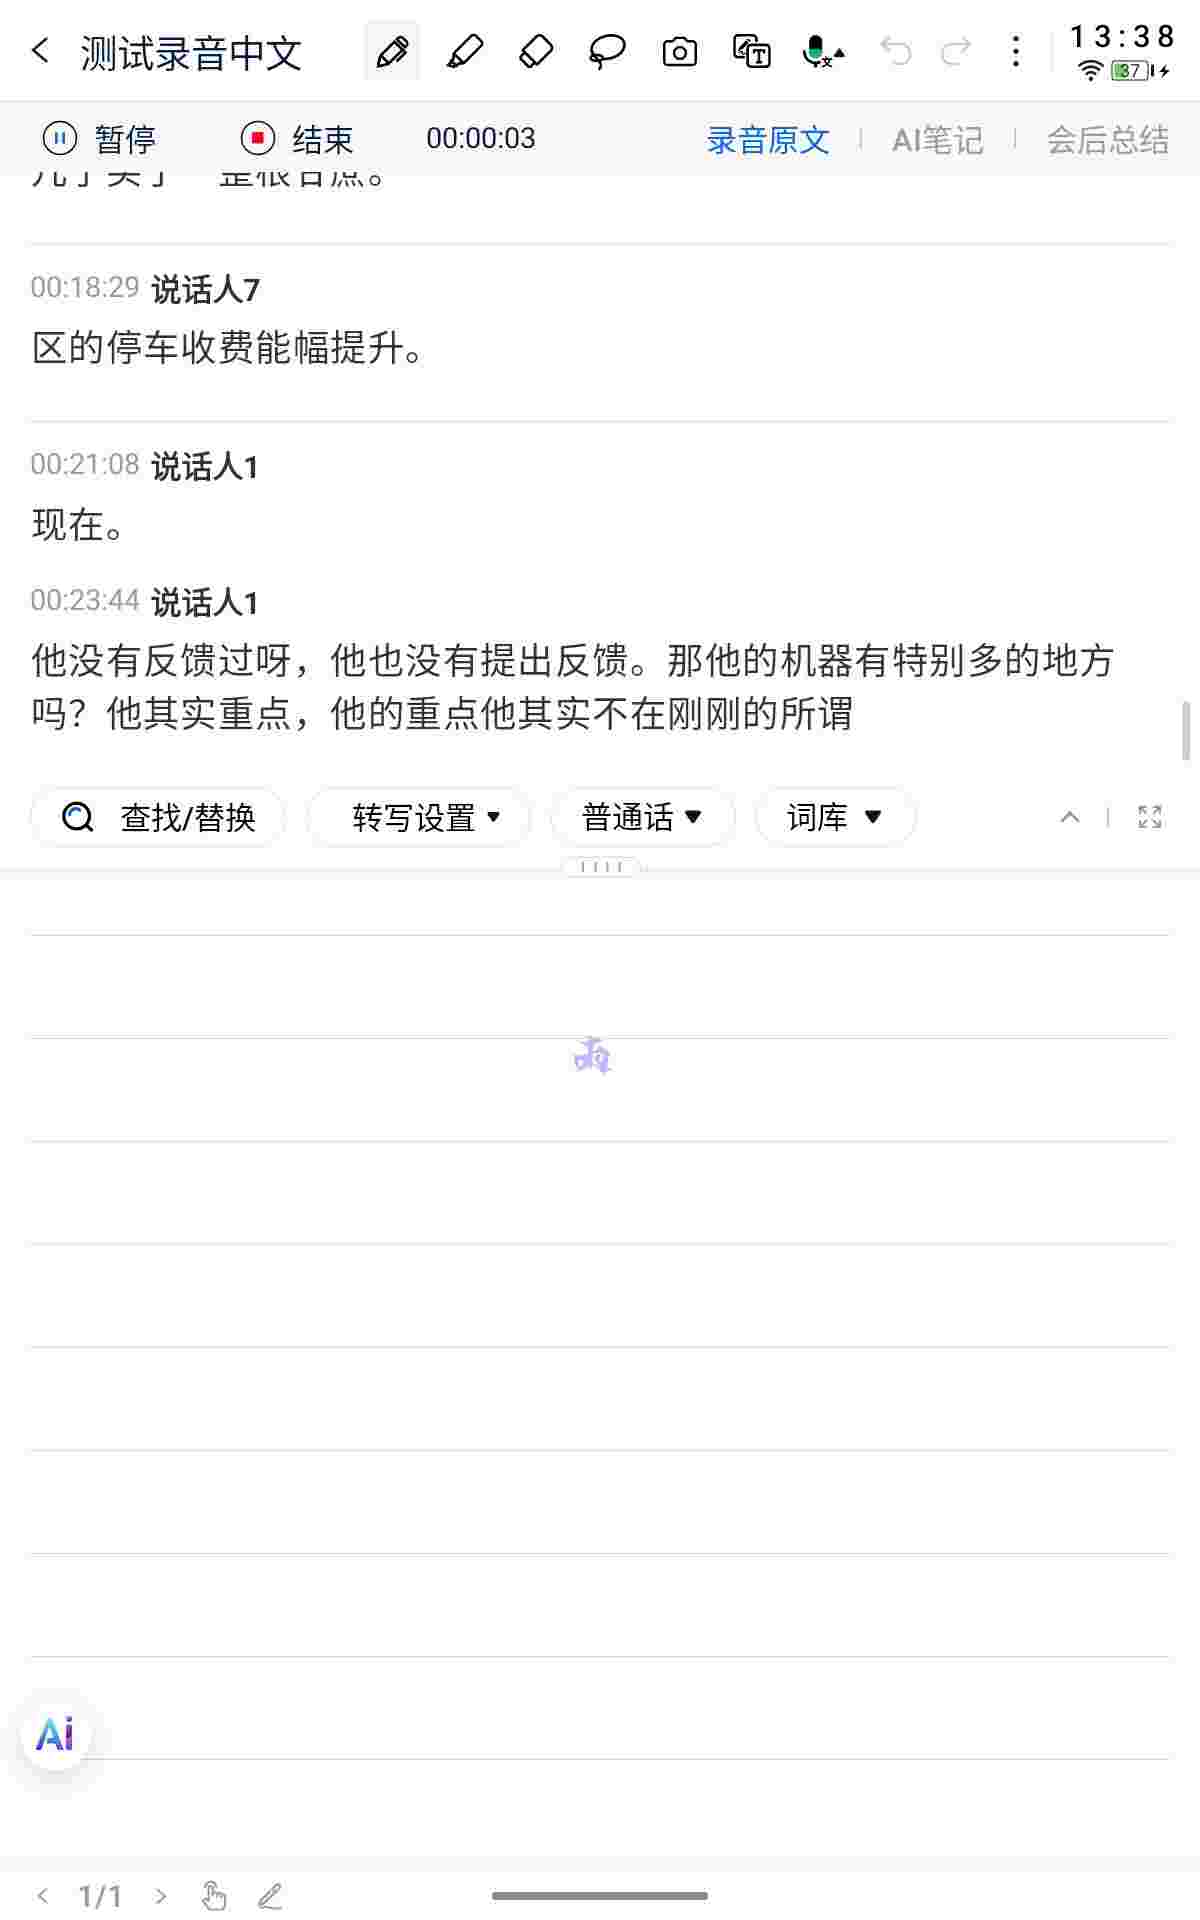 测试录音中文
13:38
37
暂停 结束 00:00:03 录音原文 AI笔记 会后总结
00:18:29 说话人7
区的停车收费能幅提升。
00:21:08 说话人1
现在。
00:23:44 说话人1
他没有反馈过呀，他也没有提出反馈。那他的机器有特别多的地方
吗？他其实重点，他的重点他其实不在刚刚的所谓
查找/替换 转写设置 普通话 词库
Ai
1/1